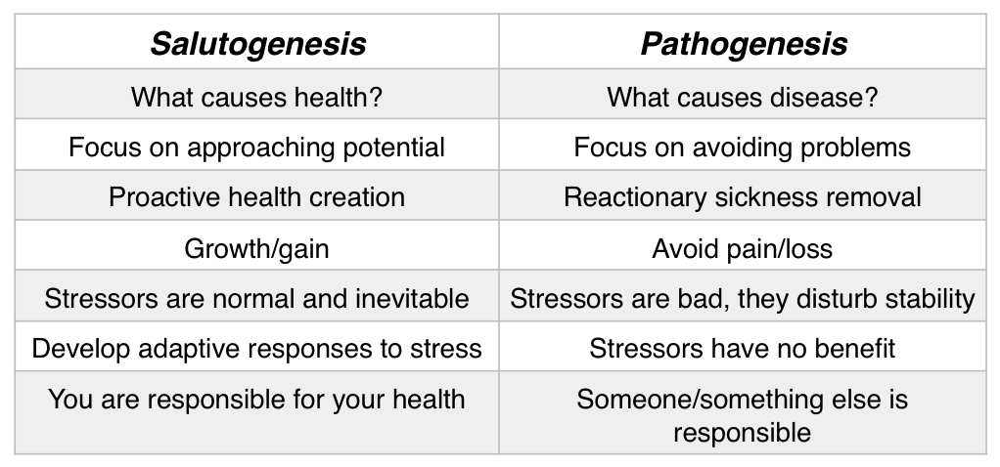 Salutogenesis Pathogenesis
What causes health? What causes disease?
Focus on approaching potential Focus on avoiding problems
Proactive health creation Reactionary sickness removal
Growth/gain Avoid pain/loss
Stressors are normal and inevitable Stressors are bad, they disturb stability
Develop adaptive responses to stress Stressors have no benefit
You are responsible for your health Someone/something else is
responsible